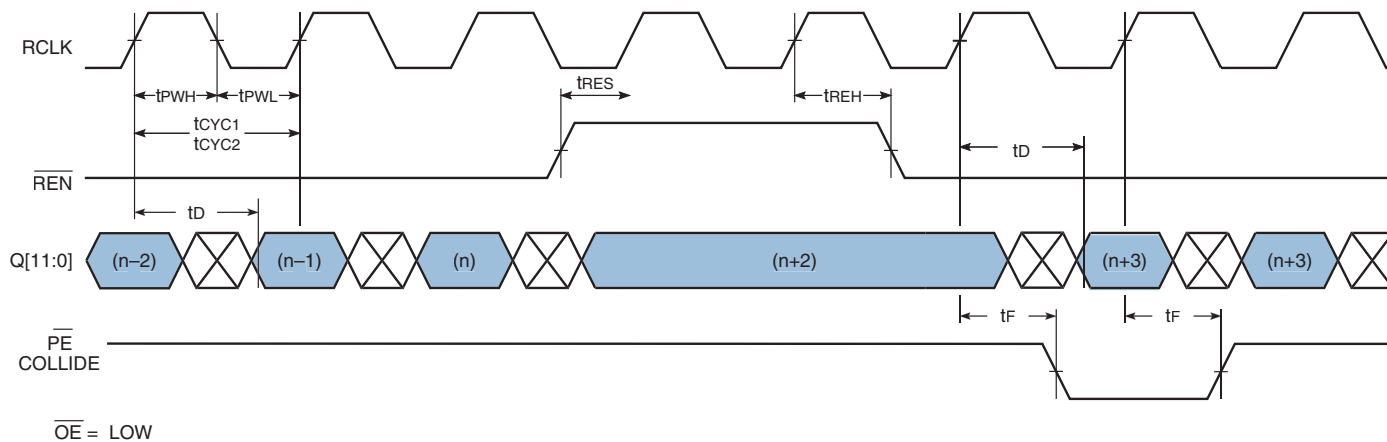 RCLK
tPWH tPWL tRES tREH
tCYC1
tCYC2
tD
REN
tD
Q[11:0] (n–2) (n–1) (n) (n+2) (n+3) (n+3)
tF tF
PE
COLLIDE
OE = LOW